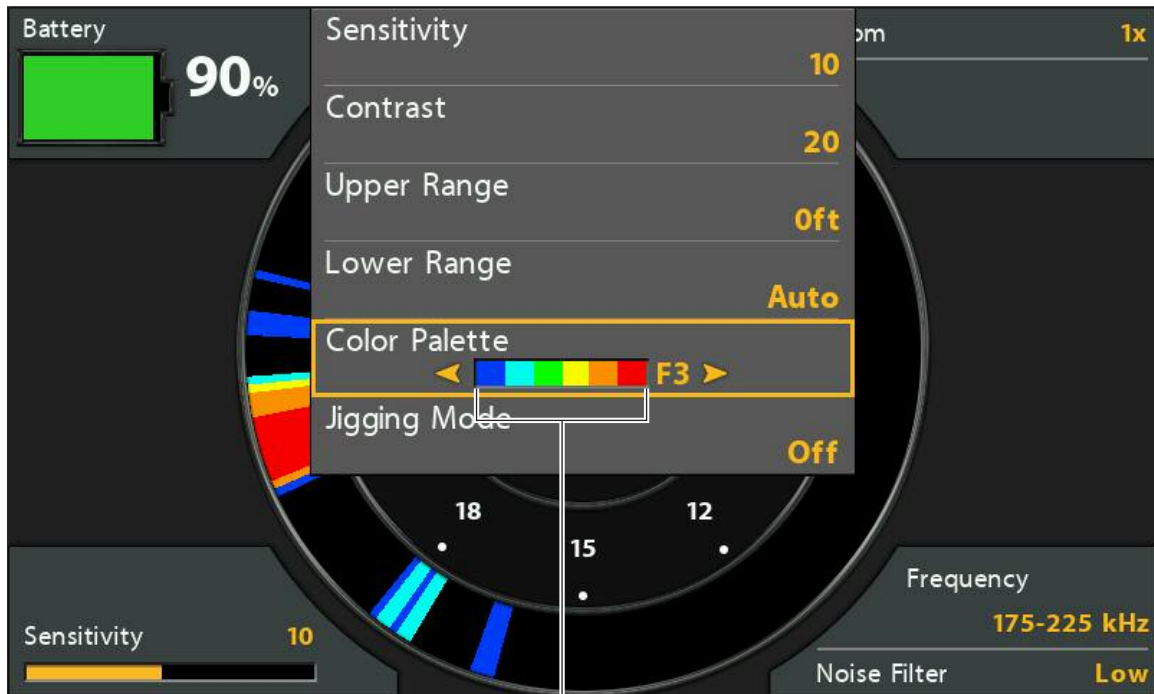 Battery
90%
Sensitivity
10
Contrast
20
Upper Range
0ft
Lower Range
Auto
Color Palette
F3
Jigging Mode
Off
om
1x
18
12
15
Sensitivity
10
Frequency
175-225 kHz
Noise Filter
Low